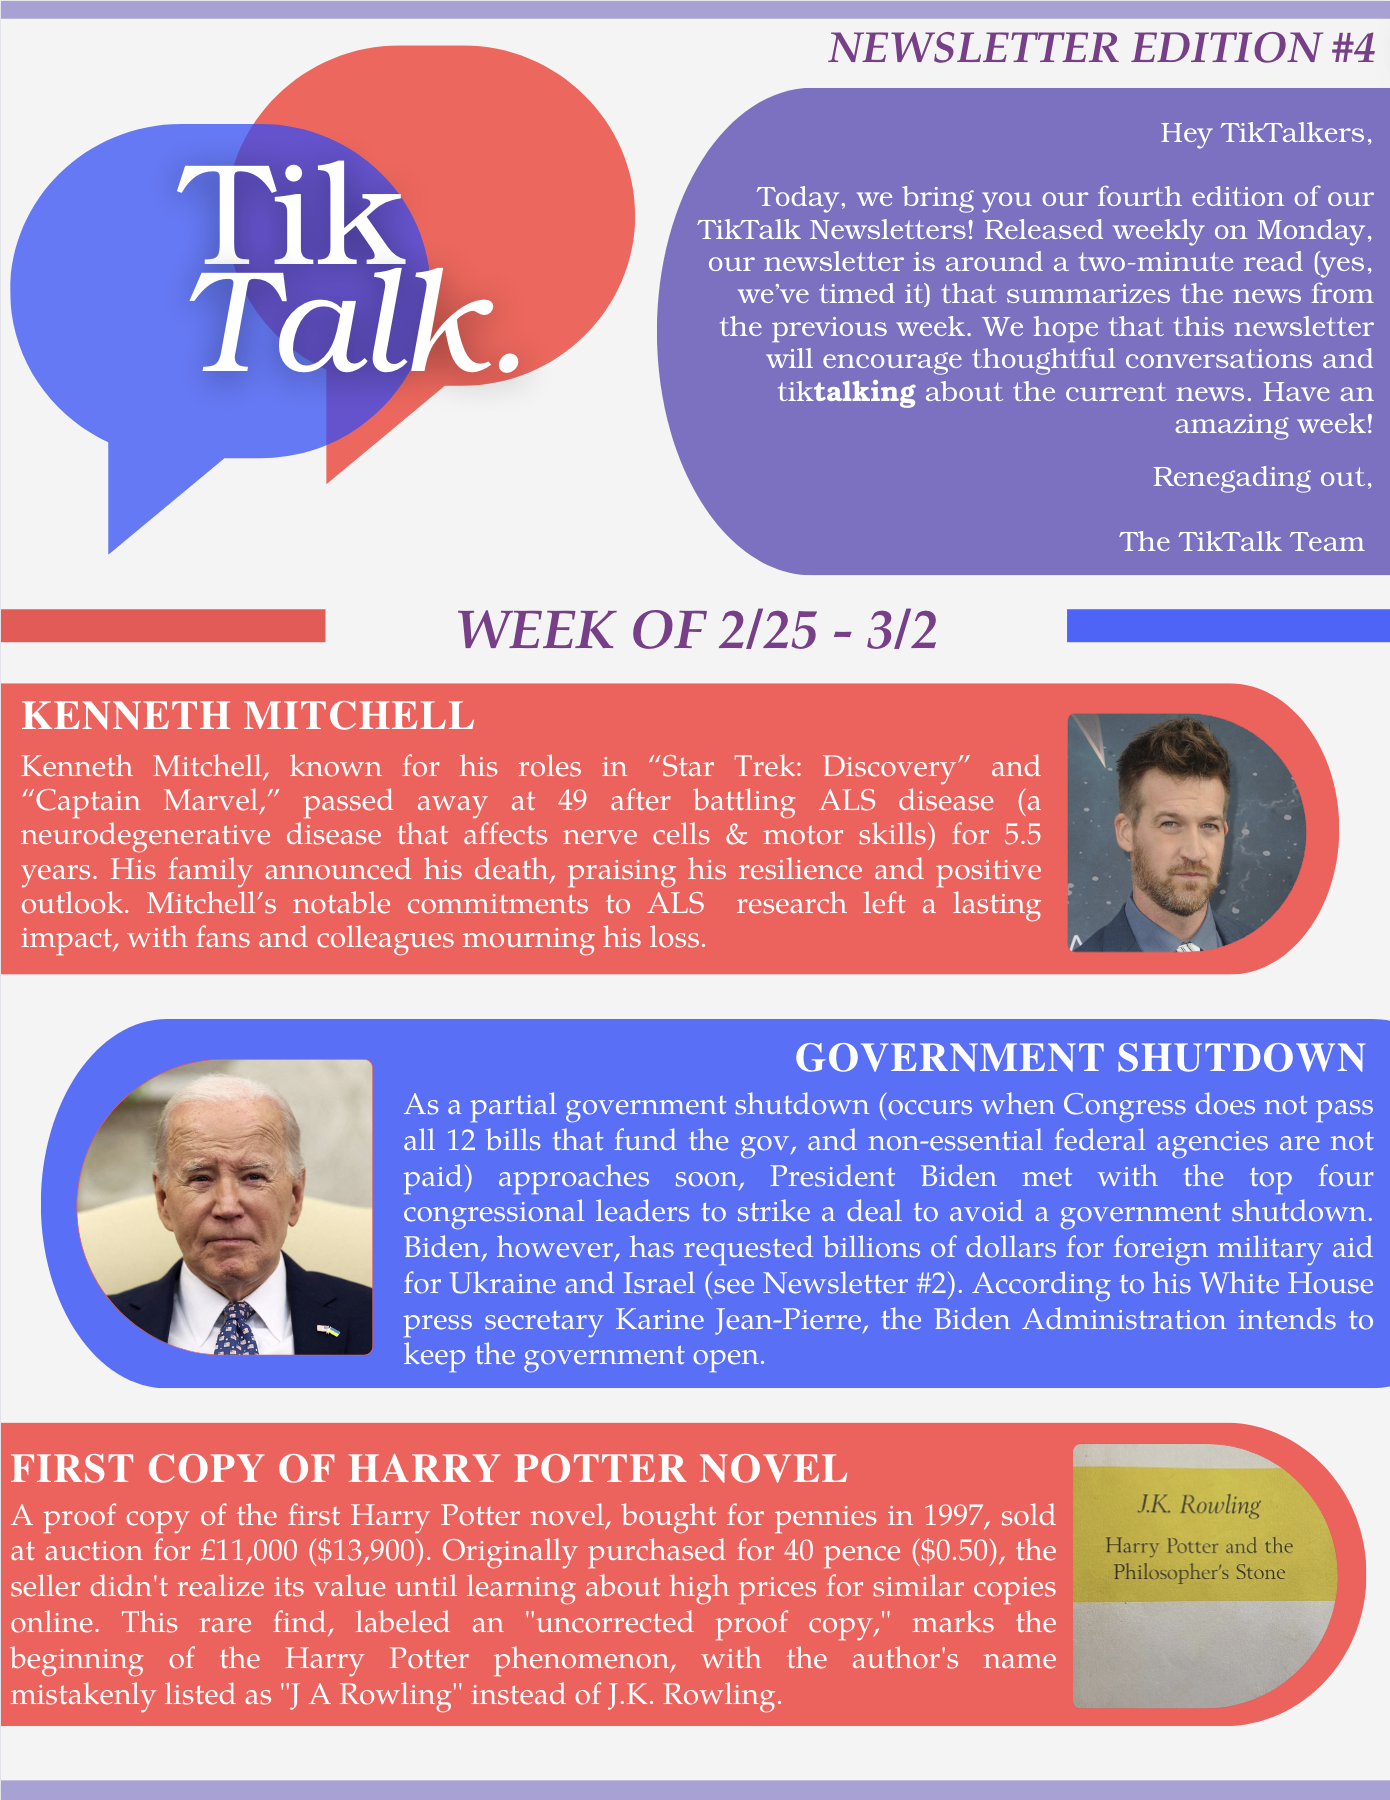 NEWSLETTER EDITION #4
Tik
Talk.
Hey TikTalkers,
Today, we bring you our fourth edition of our
TikTalk Newsletters! Released weekly on Monday,
our newsletter is around a two-minute read (yes,
we’ve timed it) that summarizes the news from
the previous week. We hope that this newsletter
will encourage thoughtful conversations and
tiktalking about the current news. Have an
amazing week!
Renegading out,
The TikTalk Team
WEEK OF 2/25 - 3/2
KENNETH MITCHELL
Kenneth Mitchell, known for his roles in “Star Trek: Discovery” and
“Captain Marvel,” passed away at 49 after battling ALS disease (a
neurodegenerative disease that affects nerve cells & motor skills) for 5.5
years. His family announced his death, praising his resilience and positive
outlook. Mitchell’s notable commitments to ALS research left a lasting
impact, with fans and colleagues mourning his loss.
GOVERNMENT SHUTDOWN
As a partial government shutdown (occurs when Congress does not pass
all 12 bills that fund the gov, and non-essential federal agencies are not
paid) approaches soon, President Biden met with the top four
congressional leaders to strike a deal to avoid a government shutdown.
Biden, however, has requested billions of dollars for foreign military aid
for Ukraine and Israel (see Newsletter #2). According to his White House
press secretary Karine Jean-Pierre, the Biden Administration intends to
keep the government open.
FIRST COPY OF HARRY POTTER NOVEL
A proof copy of the first Harry Potter novel, bought for pennies in 1997, sold
at auction for £11,000 ($13,900). Originally purchased for 40 pence ($0.50), the
seller didn't realize its value until learning about high prices for similar copies
online. This rare find, labeled an "uncorrected proof copy," marks the
beginning of the Harry Potter phenomenon, with the author's name
mistakenly listed as "J A Rowling" instead of J.K. Rowling.
J.K. Rowling
Harry Potter and the
Philosopher's Stone